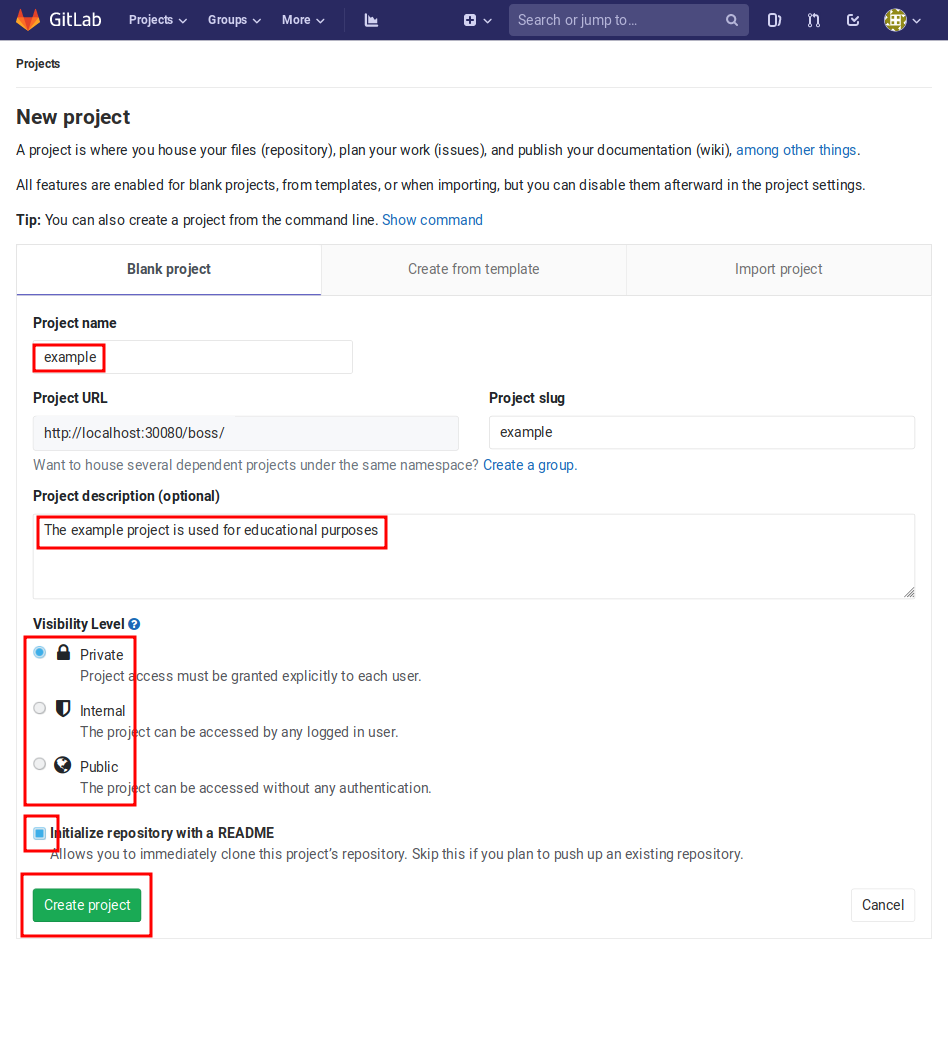 GitLab Projects Groups More Search or jump to...
Projects
New project
A project is where you house your files (repository), plan your work (issues), and publish your documentation (wiki), among other things.
All features are enabled for blank projects, from templates, or when importing, but you can disable them afterward in the project settings.
Tip: You can also create a project from the command line. Show command
Blank project Create from template Import project
Project name
example
Project URL Project slug
http://localhost:30080/boss/ example
Want to house several dependent projects under the same namespace? Create a group.
Project description (optional)
The example project is used for educational purposes
Visibility Level ?
Private
Project access must be granted explicitly to each user.
Internal
The project can be accessed by any logged in user.
Public
The project can be accessed without any authentication.
Initialize repository with a README
Allows you to immediately clone this project's repository. Skip this if you plan to push up an existing repository.
Create project Cancel